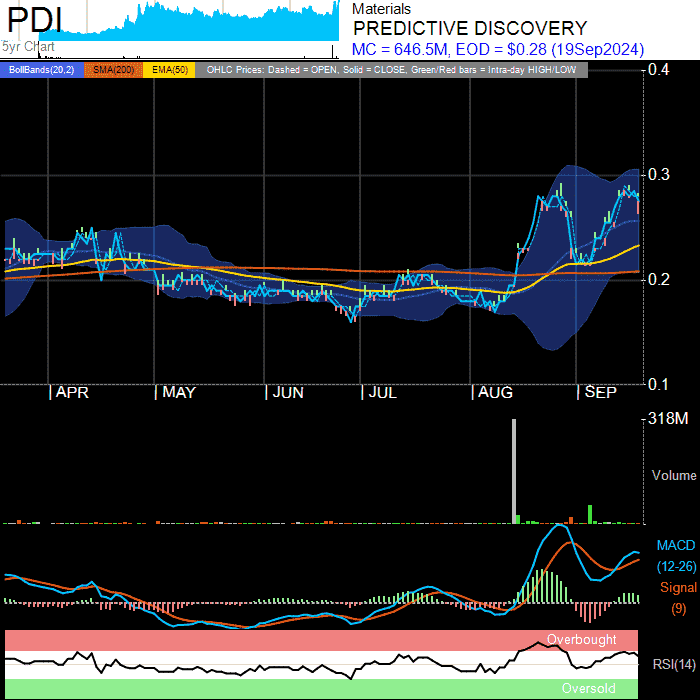 PDI
5yr Chart
Materials
PREDICTIVE DISCOVERY
MC = 646.5M, EOD = $0.28 (19Sep2024)
BollBands(20,2) SMA(200) EMA(50) OHLC Prices: Dashed = OPEN, Solid = CLOSE, Green/Red bars = Intra-day HIGH/LOW
0.4
0.3
0.2
0.1
APR MAY JUN JUL AUG SEP
318M
Volume
MACD
(12-26)
Signal
(9)
Overbought
RSI(14)
Oversold